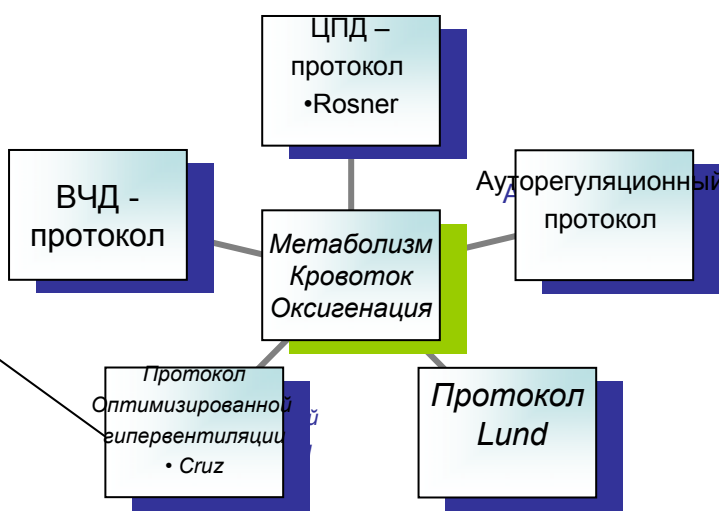 ЦПД –
протокол
•Rosner
ВЧД -
протокол
Ауторегуляционный
протокол
Метаболизм
Кровоток
Оксигенация
Протокол
Оптимизированной
гипервентиляции
• Cruz
Протокол
Lund